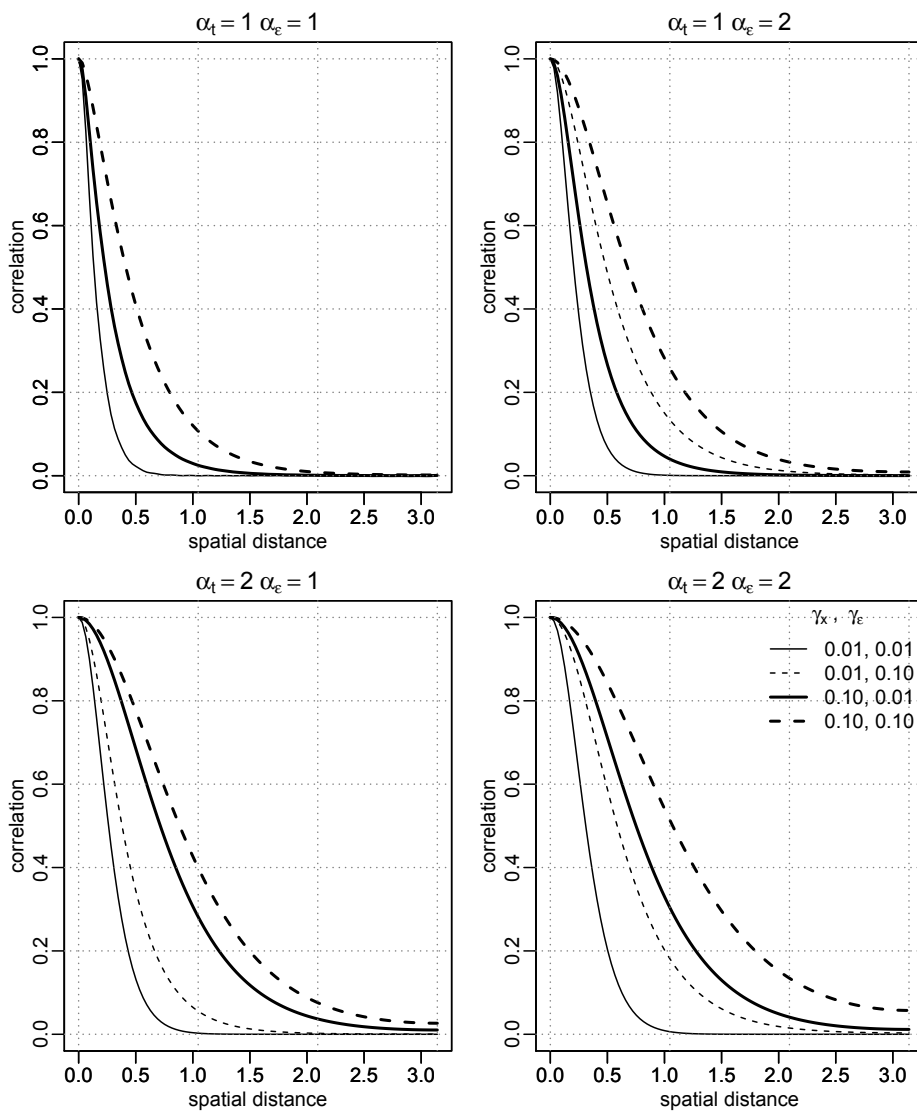 αt = 1 αε = 1
correlation
0.0 0.2 0.4 0.6 0.8 1.0
0.0 0.5 1.0 1.5 2.0 2.5 3.0
spatial distance
αt = 1 αε = 2
correlation
0.0 0.2 0.4 0.6 0.8 1.0
0.0 0.5 1.0 1.5 2.0 2.5 3.0
spatial distance
αt = 2 αε = 1
correlation
0.0 0.2 0.4 0.6 0.8 1.0
0.0 0.5 1.0 1.5 2.0 2.5 3.0
spatial distance
αt = 2 αε = 2
γx , γε
0.01, 0.01
0.01, 0.10
0.10, 0.01
0.10, 0.10
correlation
0.0 0.2 0.4 0.6 0.8 1.0
0.0 0.5 1.0 1.5 2.0 2.5 3.0
spatial distance